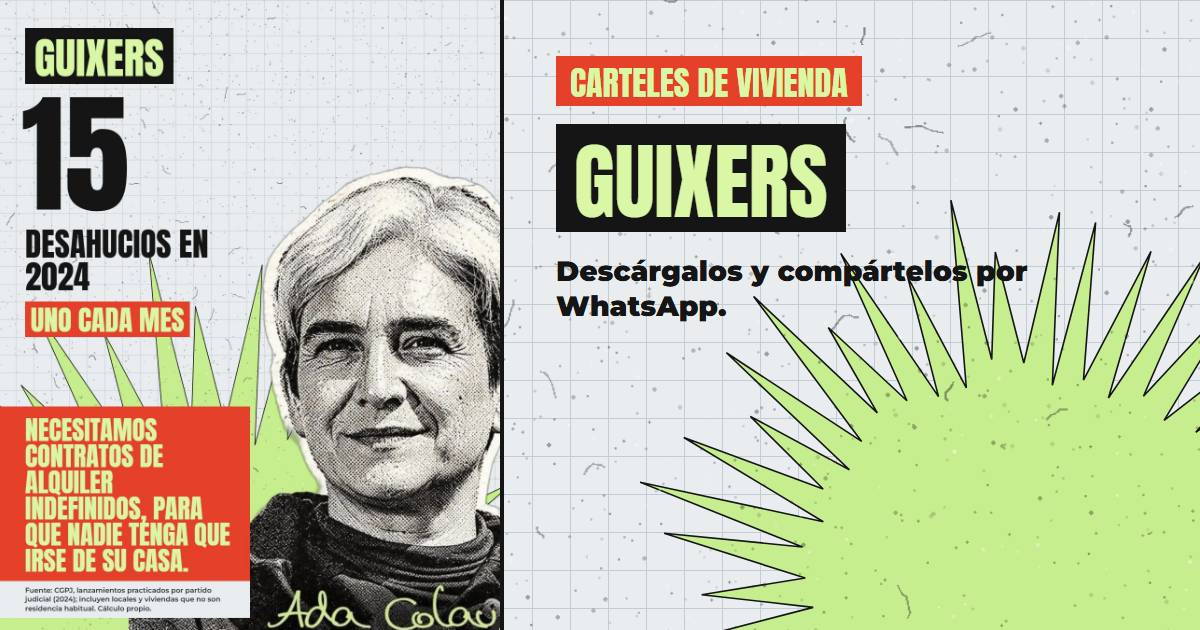 GUIXERS
15
DESAHUCIOS EN
2024
UNO CADA MES
NECESITAMOS
CONTRATOS DE
ALQUILER
INDEFINIDOS, PARA
QUE NADIE TENGA QUE
IRSE DE SU CASA.
Fuente: CGPJ, lanzamientos practicados por partido
judicial (2024); incluyen locales y viviendas que no son
residencia habitual. Cálculo propio.
Ada Colau
CARTELES DE VIVIENDA
GUIXERS
Descárgalos y compártelos por
WhatsApp.